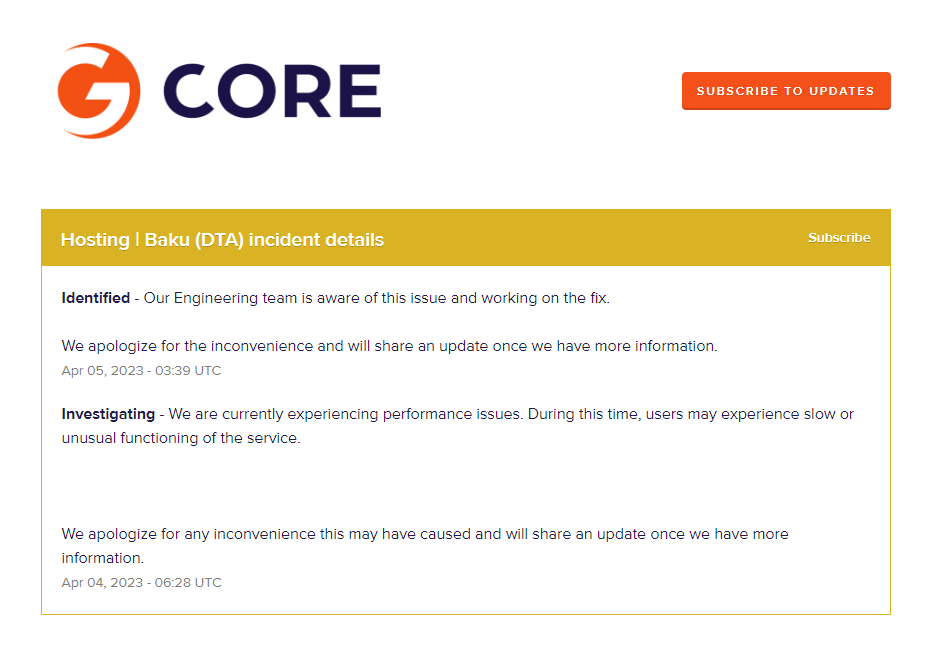 G CORE
SUBSCRIBE TO UPDATES
Hosting | Baku (DTA) incident details
Subscribe
Identified - Our Engineering team is aware of this issue and working on the fix.
We apologize for the inconvenience and will share an update once we have more information.
Apr 05, 2023 - 03:39 UTC
Investigating - We are currently experiencing performance issues. During this time, users may experience slow or
unusual functioning of the service.
We apologize for any inconvenience this may have caused and will share an update once we have more
information.
Apr 04, 2023 - 06:28 UTC